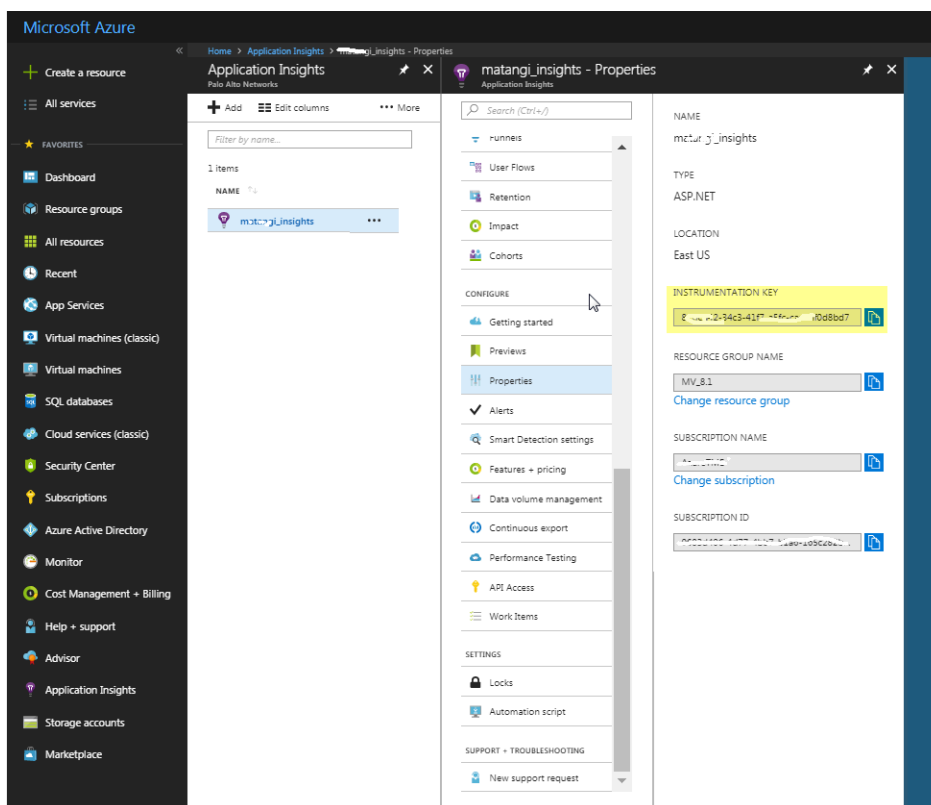 Microsoft Azure
«
Create a resource
All services
FAVORITES
Dashboard
Resource groups
All resources
Recent
App Services
Virtual machines (classic)
Virtual machines
SQL databases
Cloud services (classic)
Security Center
Subscriptions
Azure Active Directory
Monitor
Cost Management + Billing
Help + support
Advisor
Application Insights
Storage accounts
Marketplace
Home > Application Insights > gi_insights - Properties
Application Insights
Palo Alto Networks
Add Edit columns ••• More
Filter by name...
1 items
NAME
matangi_insights •••
matangi_insights - Properties
Application Insights
Search (Ctrl+/)
Funnels
User Flows
Retention
Impact
Cohorts
CONFIGURE
Getting started
Previews
Properties
Alerts
Smart Detection settings
Features + pricing
Data volume management
Continuous export
Performance Testing
API Access
Work Items
SETTINGS
Locks
Automation script
SUPPORT + TROUBLESHOOTING
New support request
NAME
matangi_insights
TYPE
ASP.NET
LOCATION
East US
INSTRUMENTATION KEY
RESOURCE GROUP NAME
MV_8.1
Change resource group
SUBSCRIPTION NAME
Change subscription
SUBSCRIPTION ID